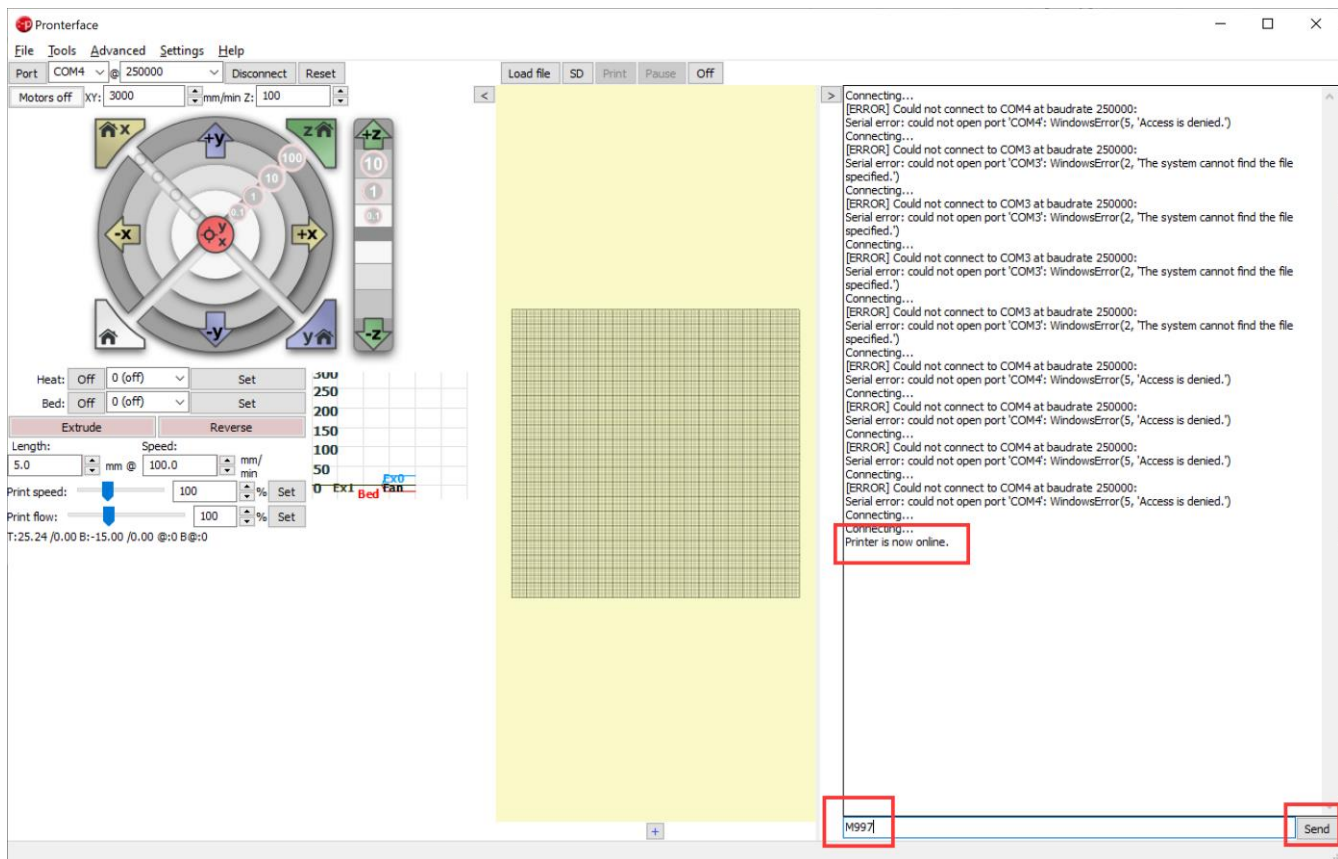 Pronterface
File Tools Advanced Settings Help
Port COM4 @ 250000 Disconnect Reset
Load file SD Print Pause Off
Motors off XY: 3000 mm/min Z: 100
<
>
x
z
+y
+z
100
10
1
0.1
10
1
0.1
-x
y
x
+x
-y
y
-z
Heat: Off 0 (off) Set
Bed: Off 0 (off) Set
Extrude Reverse
Length: Speed:
5.0 mm @ 100.0 mm/
min
Print speed: 100 % Set
Print flow: 100 % Set
T:25.24 /0.00 B:-15.00 /0.00 @:0 B@:0
300
250
200
150
100
50
0 Ex1 Bed Fan Ex0
Connecting...
[ERROR] Could not connect to COM4 at baudrate 250000:
Serial error: could not open port 'COM4': WindowsError(5, 'Access is denied.')
Connecting...
[ERROR] Could not connect to COM3 at baudrate 250000:
Serial error: could not open port 'COM3': WindowsError(2, 'The system cannot find the file
specified.')
Connecting...
[ERROR] Could not connect to COM3 at baudrate 250000:
Serial error: could not open port 'COM3': WindowsError(2, 'The system cannot find the file
specified.')
Connecting...
[ERROR] Could not connect to COM3 at baudrate 250000:
Serial error: could not open port 'COM3': WindowsError(2, 'The system cannot find the file
specified.')
Connecting...
[ERROR] Could not connect to COM3 at baudrate 250000:
Serial error: could not open port 'COM3': WindowsError(2, 'The system cannot find the file
specified.')
Connecting...
[ERROR] Could not connect to COM4 at baudrate 250000:
Serial error: could not open port 'COM4': WindowsError(5, 'Access is denied.')
Connecting...
[ERROR] Could not connect to COM4 at baudrate 250000:
Serial error: could not open port 'COM4': WindowsError(5, 'Access is denied.')
Connecting...
[ERROR] Could not connect to COM4 at baudrate 250000:
Serial error: could not open port 'COM4': WindowsError(5, 'Access is denied.')
Connecting...
[ERROR] Could not connect to COM4 at baudrate 250000:
Serial error: could not open port 'COM4': WindowsError(5, 'Access is denied.')
Connecting...
Connecting...
Printer is now online.
+
M997
Send